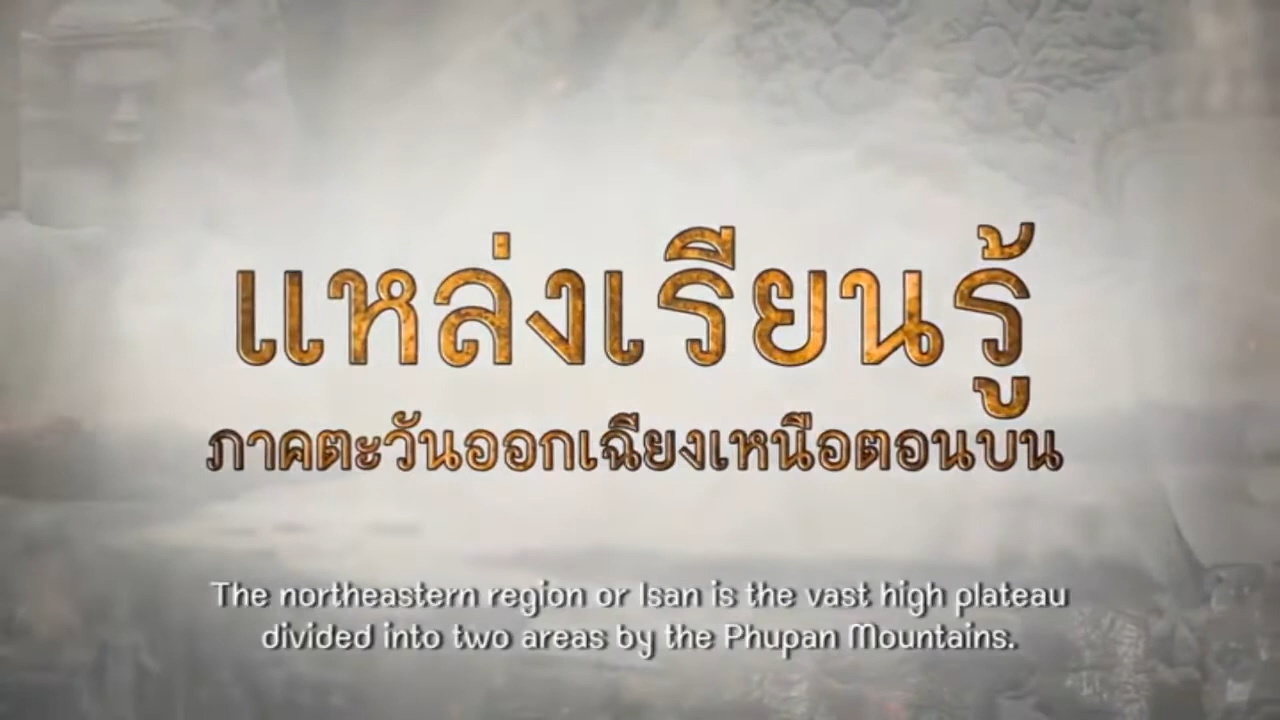 แหล่งเรียนรู้
ภาคตะวันออกเฉียงเหนือตอนบน
The northeastern region or Isan is the vast high plateau
divided into two areas by the Phupan Mountains.